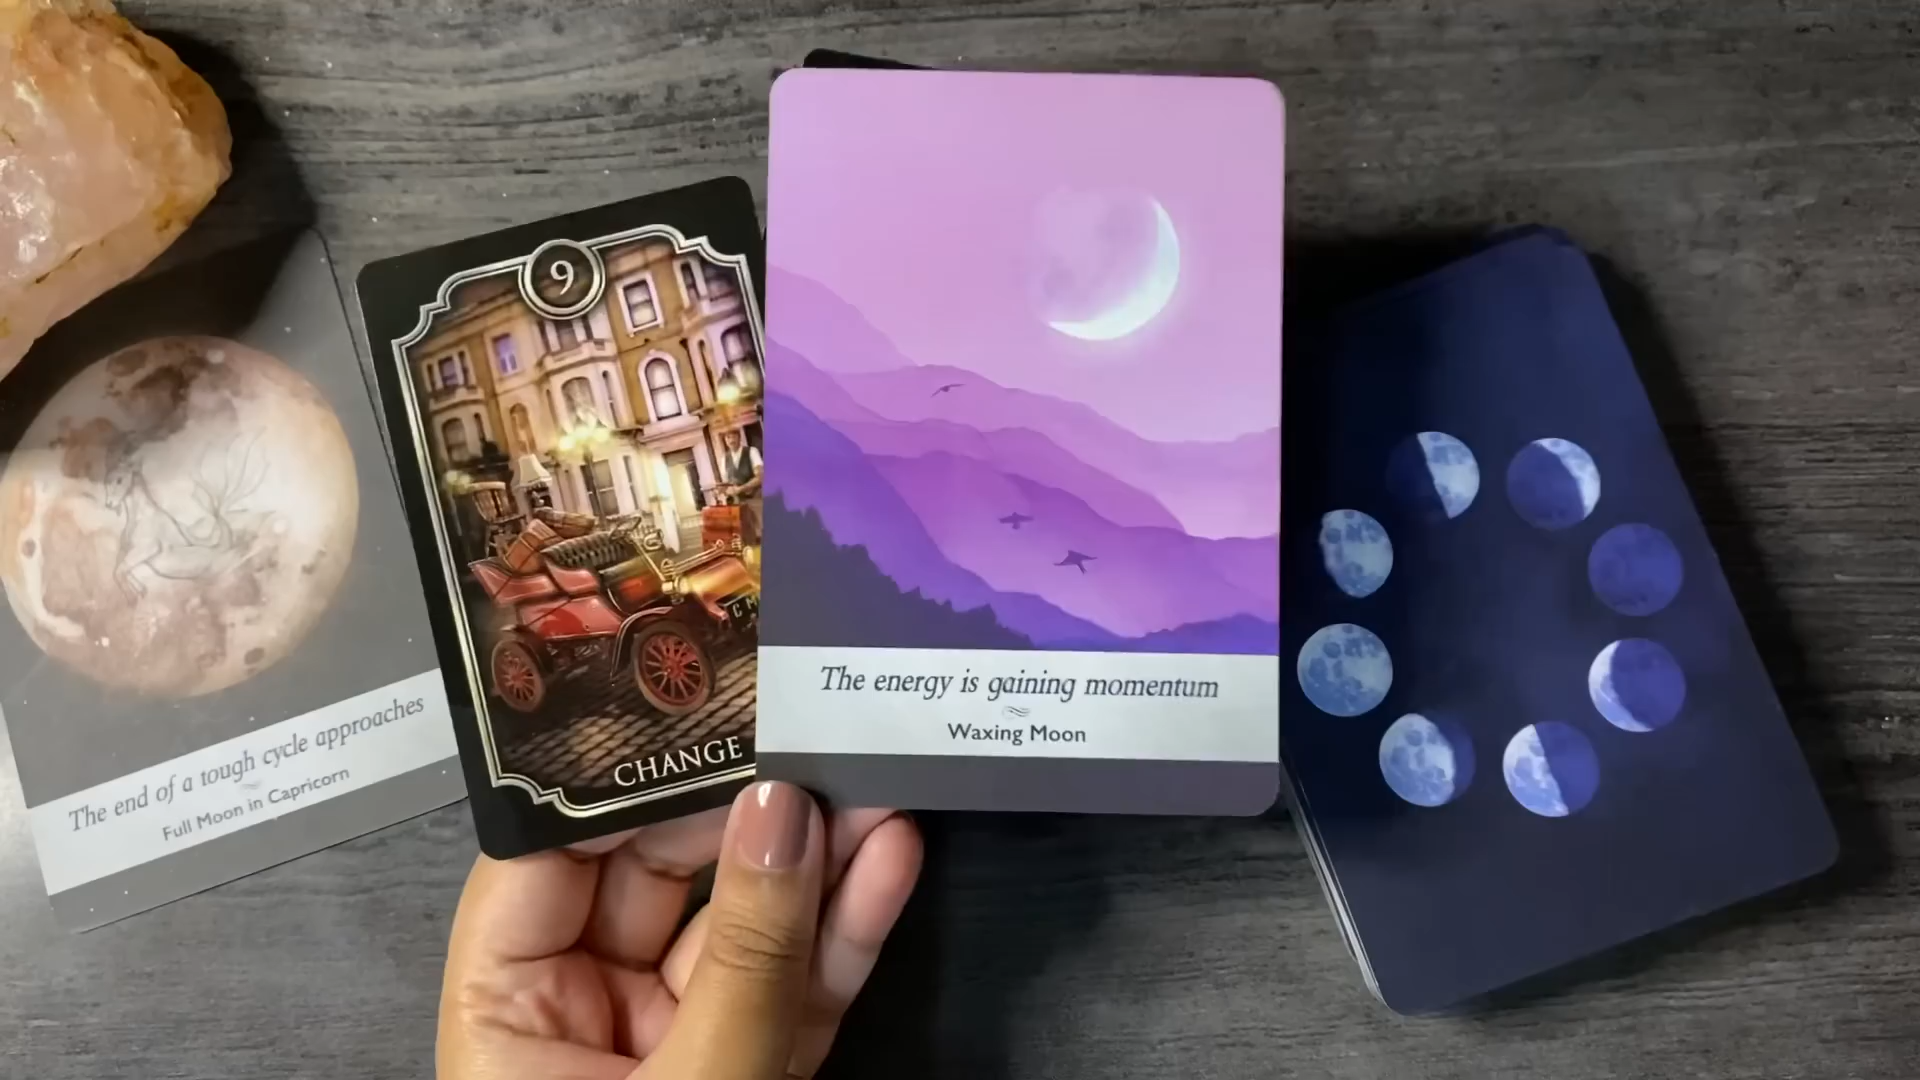 The end of a tough cycle approaches
Full Moon in Capricorn
9
CHANGE
The energy is gaining momentum
Waxing Moon